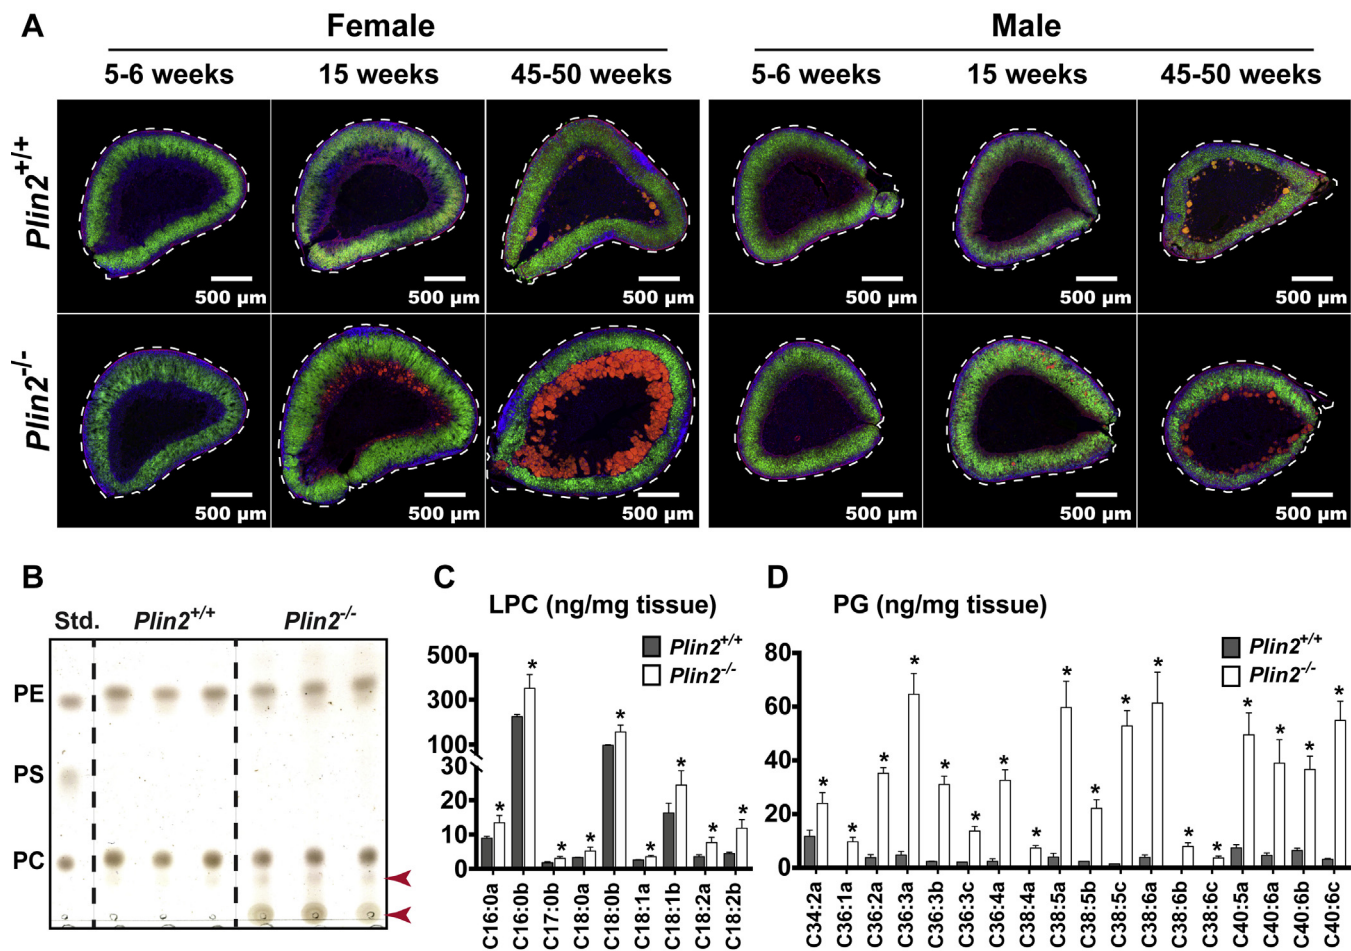 A
Female
Male
5-6 weeks
15 weeks
45-50 weeks
5-6 weeks
15 weeks
45-50 weeks
Plin2+/+
500 µm
500 µm
500 µm
500 µm
500 µm
500 µm
Plin2-/-
500 µm
500 µm
500 µm
500 µm
500 µm
500 µm
B
Std.
Plin2+/+
Plin2-/-
PE
PS
PC
C
LPC (ng/mg tissue)
Plin2+/+
Plin2-/-
500
300
100
30
20
10
0
* * * * * * * * * *
C16:0a
C16:0b
C17:0b
C18:0a
C18:0b
C18:1a
C18:1b
C18:2a
C18:2b
D
PG (ng/mg tissue)
Plin2+/+
Plin2-/-
80
60
40
20
0
* * * * * * * * * * * * * * * * *
C34:2a
C36:1a
C36:2a
C36:3a
C36:3b
C36:3c
C36:4a
C38:4a
C38:5a
C38:5b
C38:5c
C38:6a
C38:6b
C38:6c
C40:5a
C40:6a
C40:6b
C40:6c